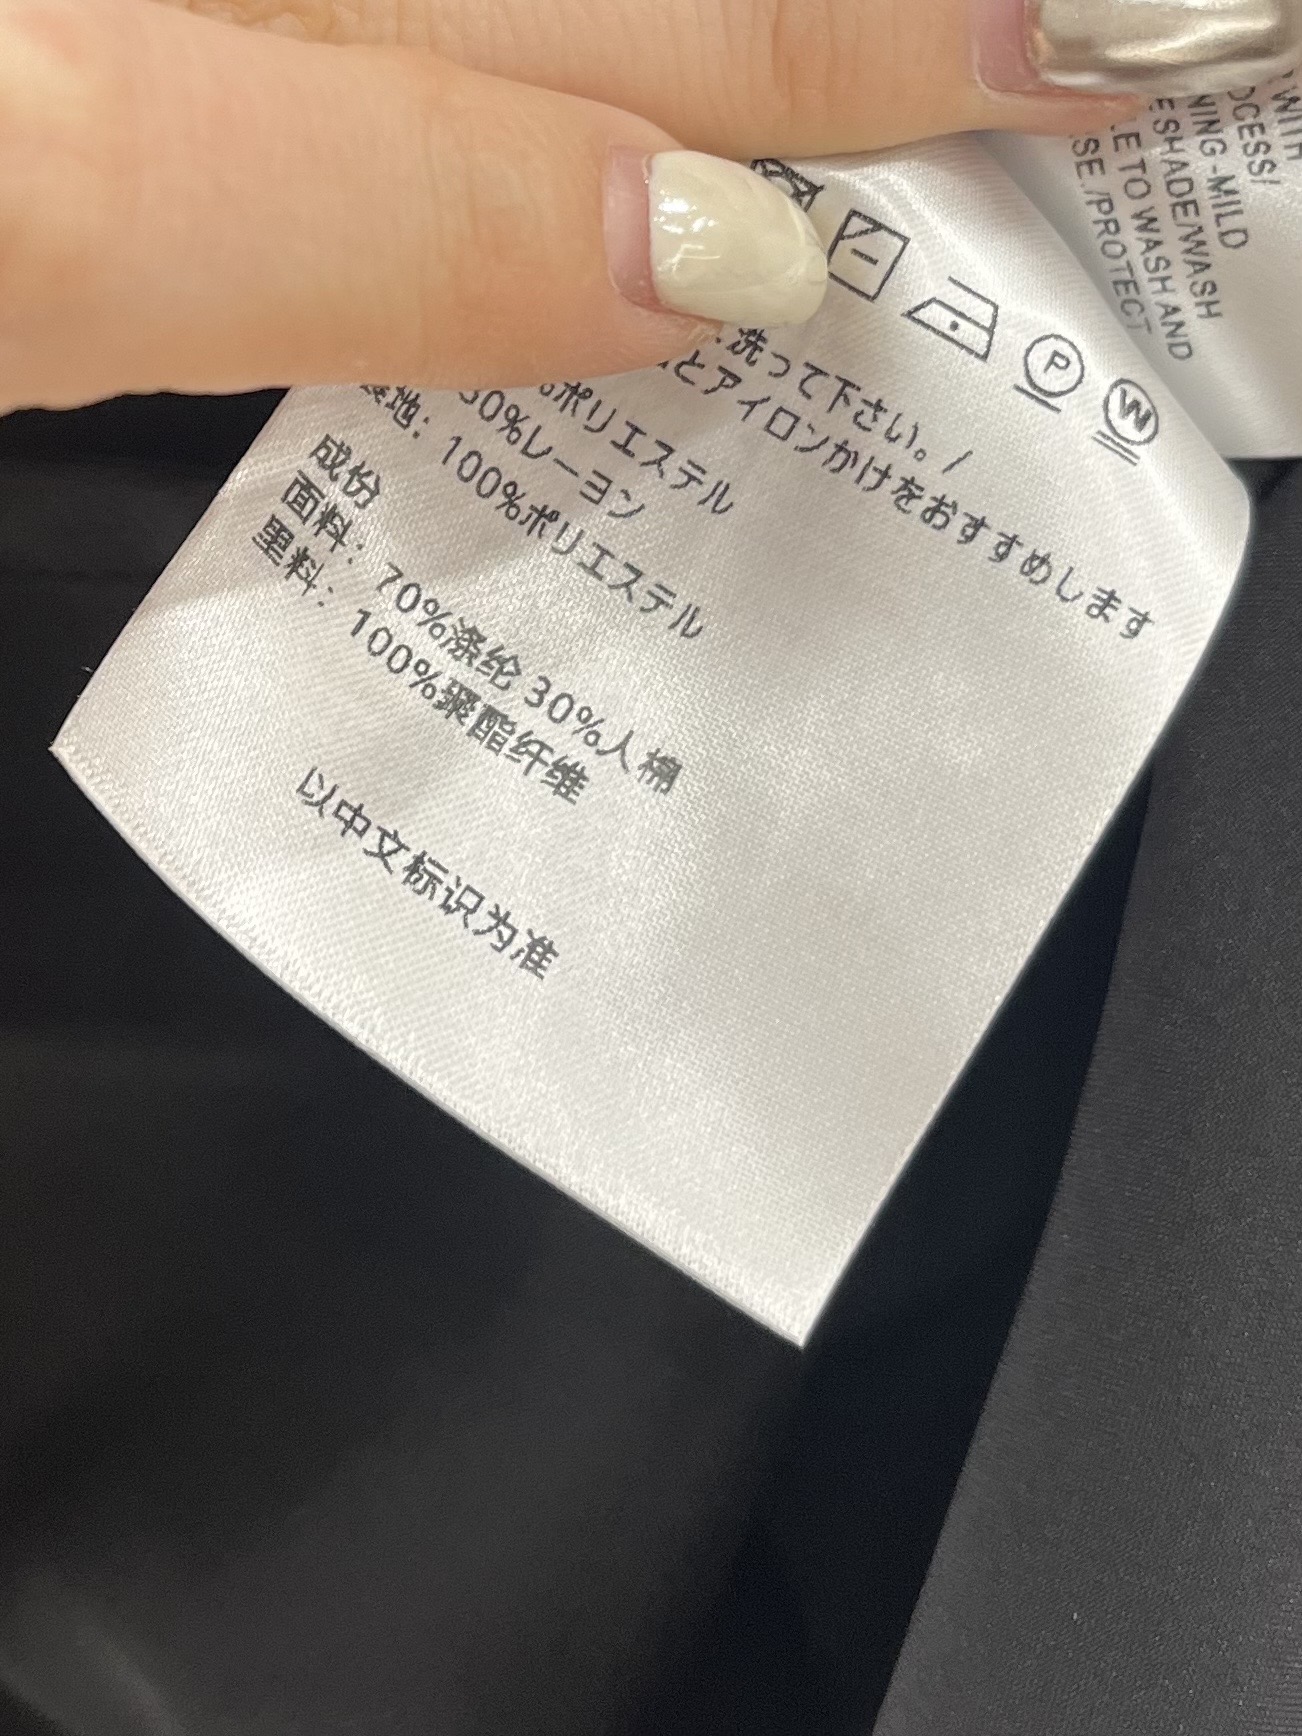 P W
洗って下さい。/
とアイロンかけをおすすめします
%ポリエステル
30%レーヨン
地: 100%ポリエステル
成份
面料: 70%涤纶 30%人棉
里料: 100%聚酯纤维
以中文标识为准
WITH
OCESS/
NING-MILD
E SHADE/WASH
LE TO WASH AND
SE./PROTECT